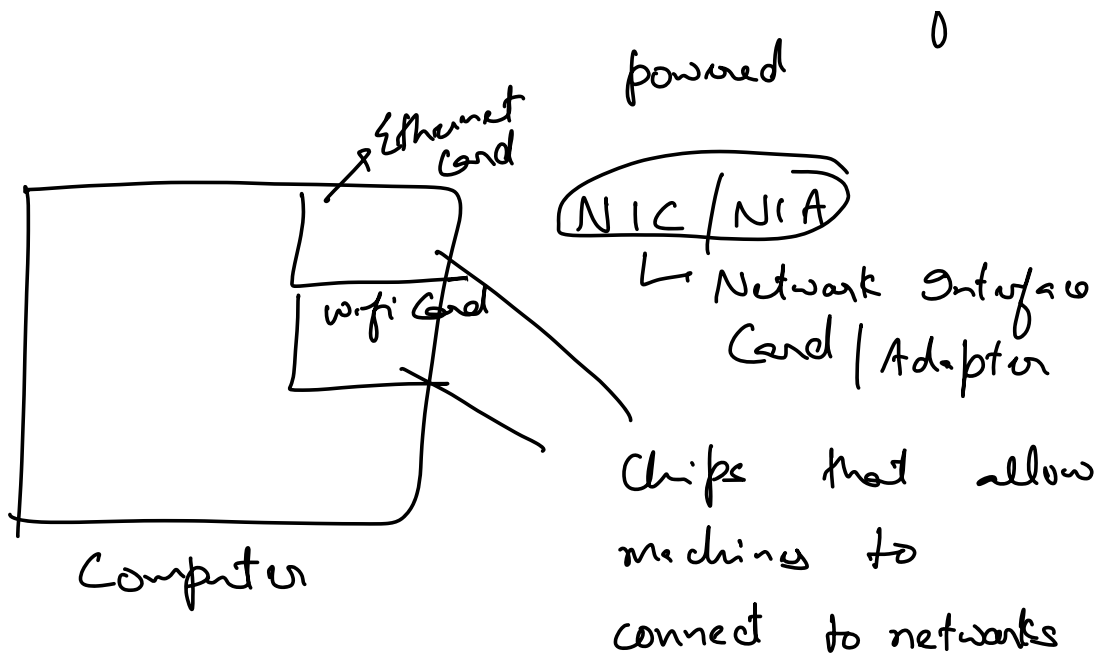 powered
Ethernet
Card
NIC/NIA
Network Interface
Card / Adapter
Wifi Card
Chips that allow
machines to
connect to networks
Computer